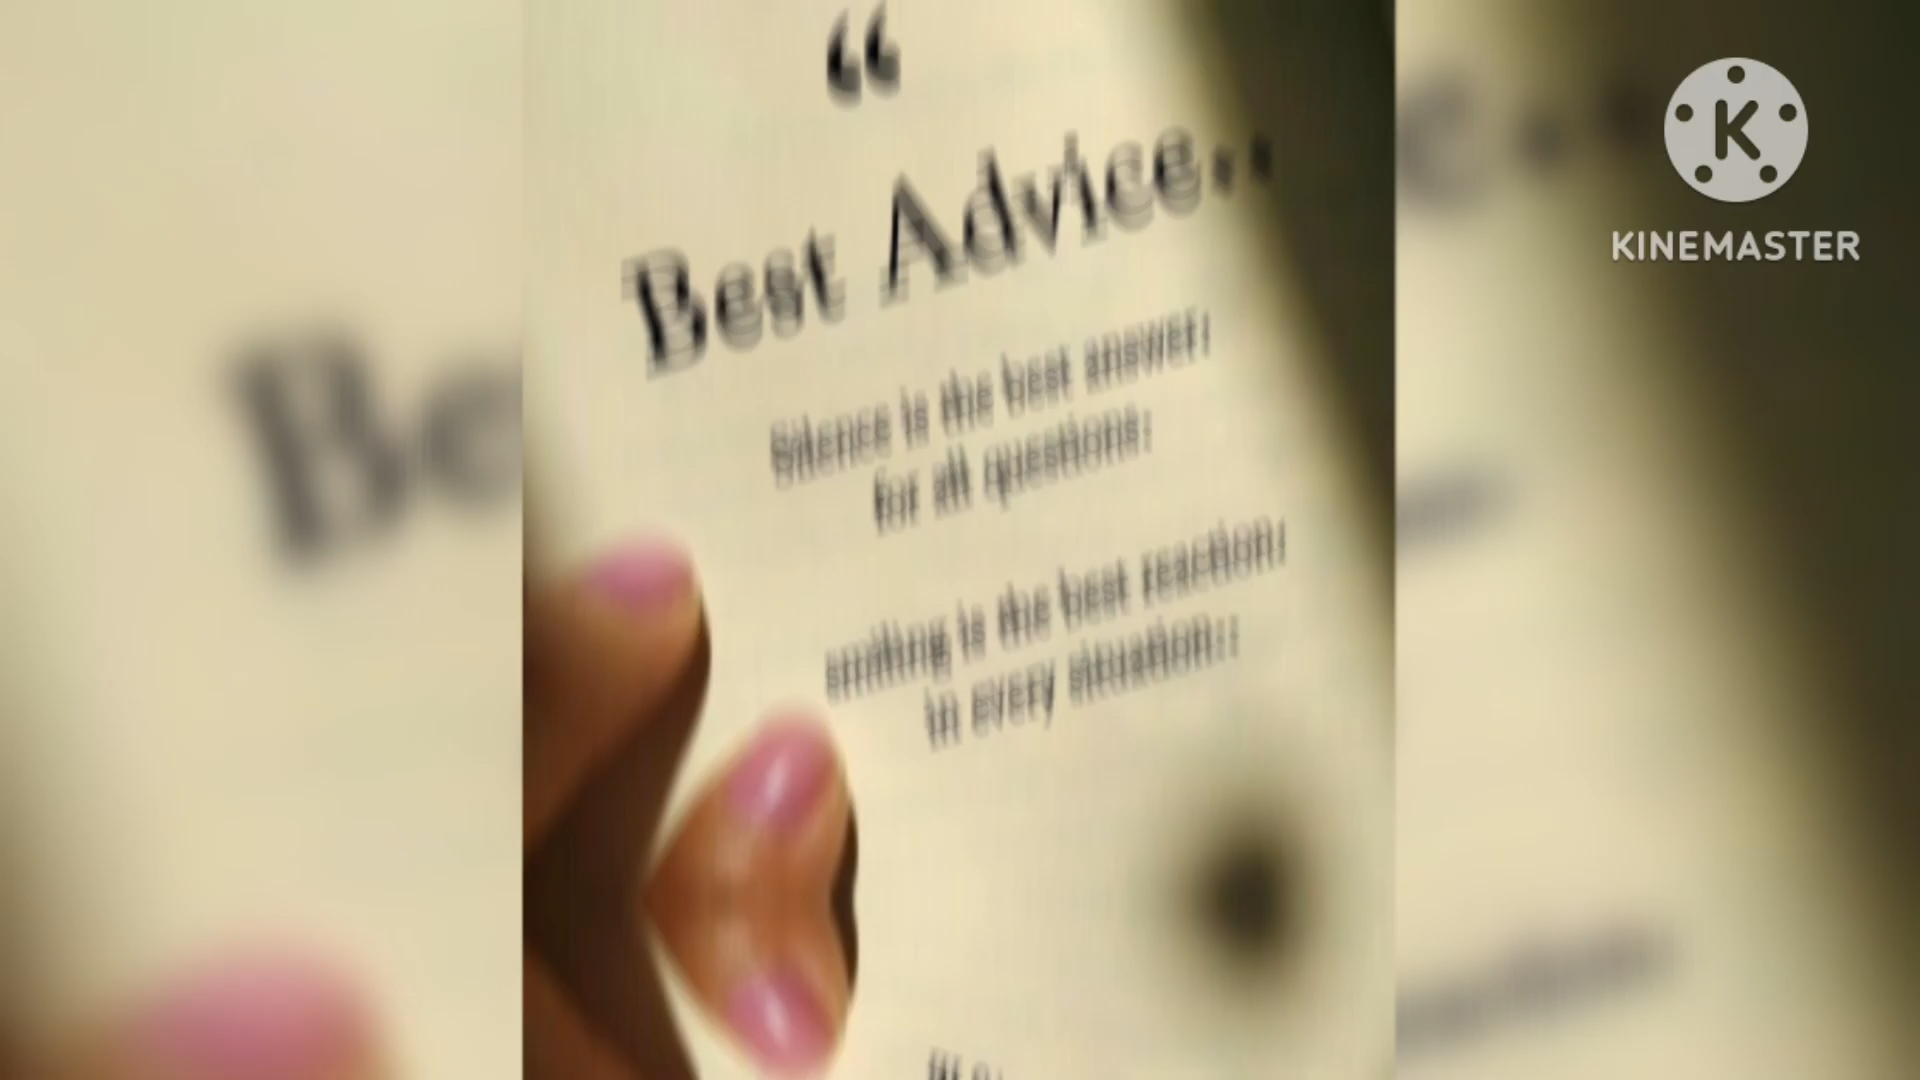 “
Best Advice..
Silence is the best answer
for all questions
smiling is the best reaction
in every situation..
K
KINEMASTER